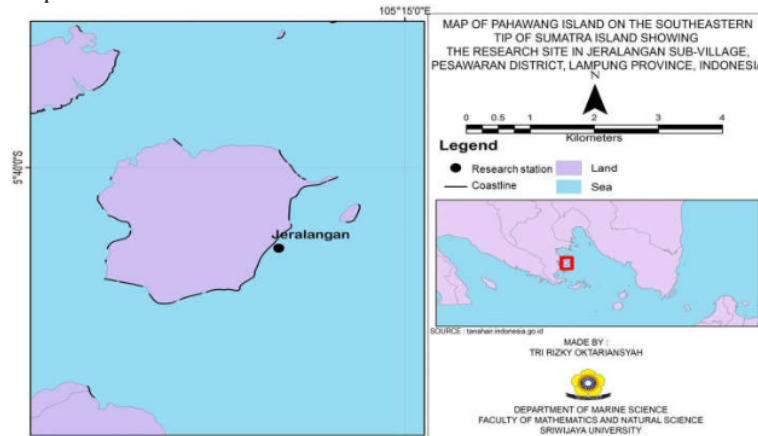 105°15'0"E
5°40'0"S
Jeralangan
MAP OF PAHAWANG ISLAND ON THE SOUTHEASTERN
TIP OF SUMATRA ISLAND SHOWING
THE RESEARCH SITE IN JERALANGAN SUB-VILLAGE,
PESAWARAN DISTRICT, LAMPUNG PROVINCE, INDONESIA
N
0 0.5 1 2 3 4
Kilometers
Legend
Research station
Land
Coastline
Sea
SOURCE : tanahair.indonesia.go.id
MADE BY :
TRI RIZKY OKTARIANSYAH
DEPARTMENT OF MARINE SCIENCE
FACULTY OF MATHEMATICS AND NATURAL SCIENCE
SRIWIJAYA UNIVERSITY